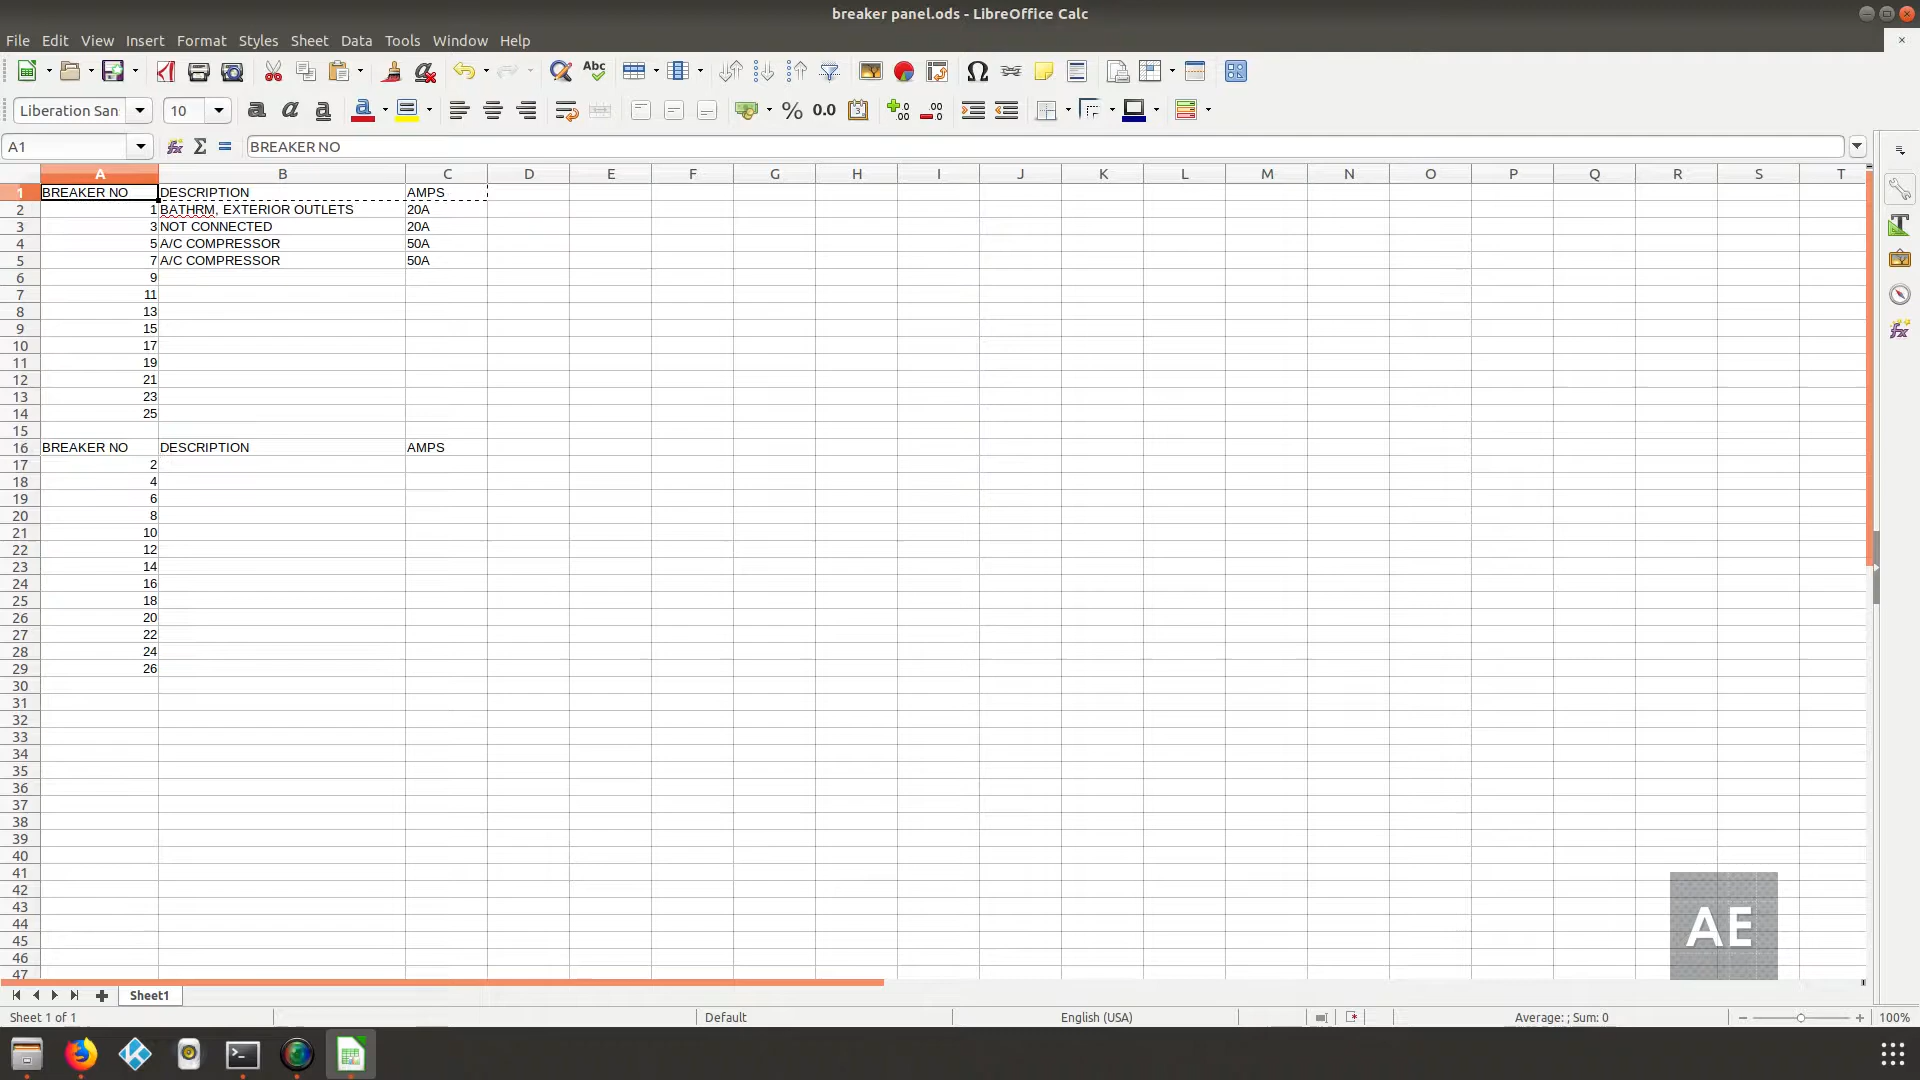 breaker panel.ods - LibreOffice Calc
File Edit View Insert Format Styles Sheet Data Tools Window Help
Liberation San 10
A1 BREAKER NO
A B C D E F G H I J K L M N O P Q R S T
1 BREAKER NO DESCRIPTION AMPS
2 1 BATHRM, EXTERIOR OUTLETS 20A
3 3 NOT CONNECTED 20A
4 5 A/C COMPRESSOR 50A
5 7 A/C COMPRESSOR 50A
6 9
7 11
8 13
9 15
10 17
11 19
12 21
13 23
14 25
15
16 BREAKER NO DESCRIPTION AMPS
17 2
18 4
19 6
20 8
21 10
22 12
23 14
24 16
25 18
26 20
27 22
28 24
29 26
30
31
32
33
34
35
36
37
38
39
40
41
42
43
44
45
46
47
AE
Sheet1
Sheet 1 of 1 Default English (USA) Average: ; Sum: 0 100%